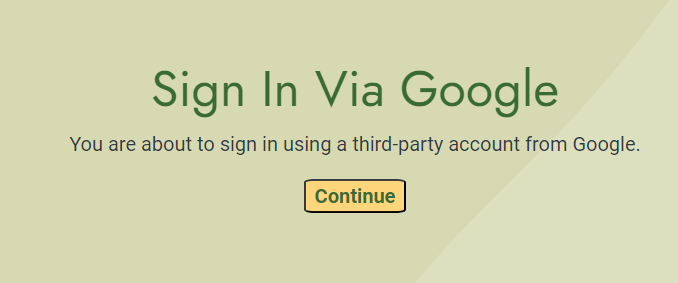 Sign In Via Google
You are about to sign in using a third-party account from Google.
Continue